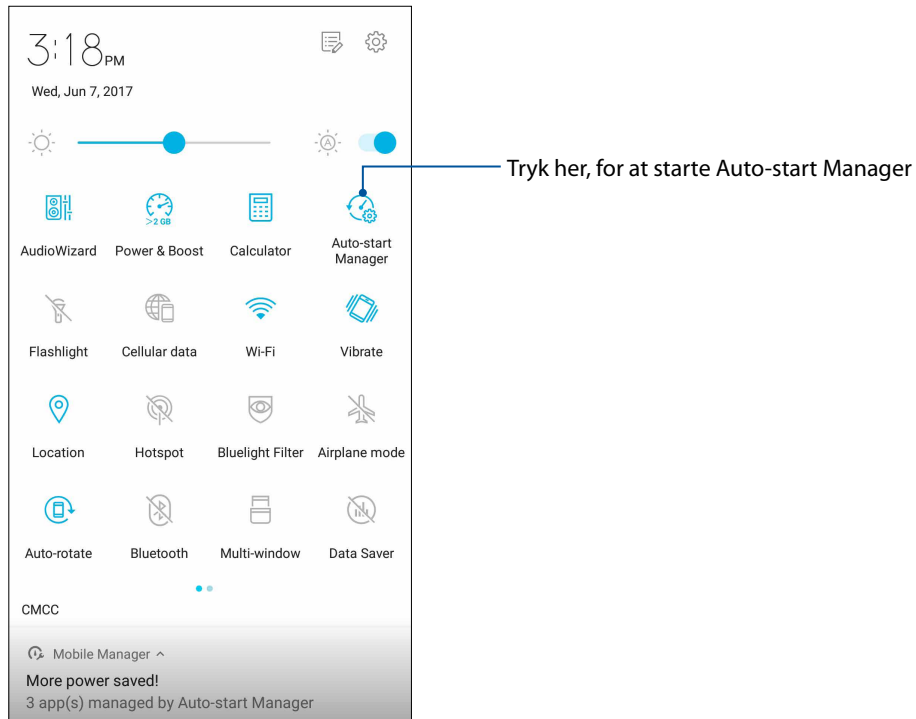 3:18 PM
Wed, Jun 7, 2017
A
Tryk her, for at starte Auto-start Manager
>2 GB
AudioWizard
Power & Boost
Calculator
Auto-start
Manager
Flashlight
Cellular data
Wi-Fi
Vibrate
Location
Hotspot
Bluelight Filter
Airplane mode
Auto-rotate
Bluetooth
Multi-window
Data Saver
CMCC
Mobile Manager
More power saved!
3 app(s) managed by Auto-start Manager